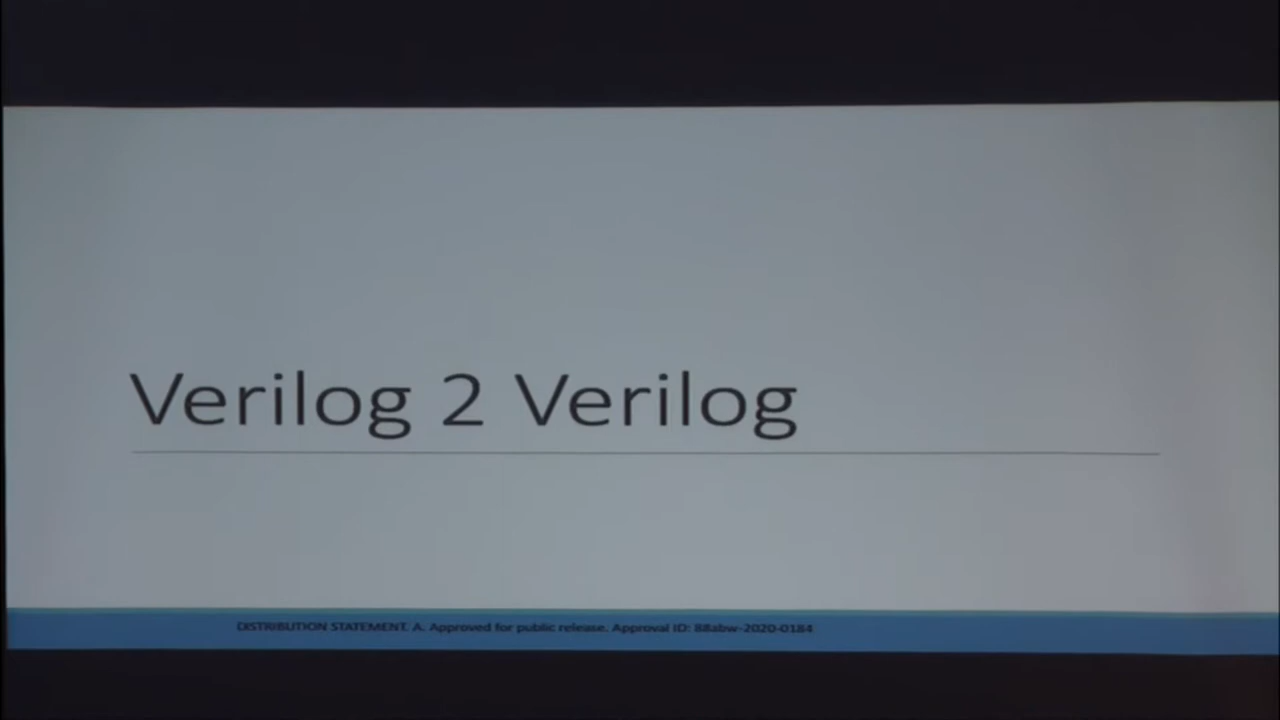 Verilog 2 Verilog
DISTRIBUTION STATEMENT. A. Approved for public release. Approval ID: 88abw-2020-0184